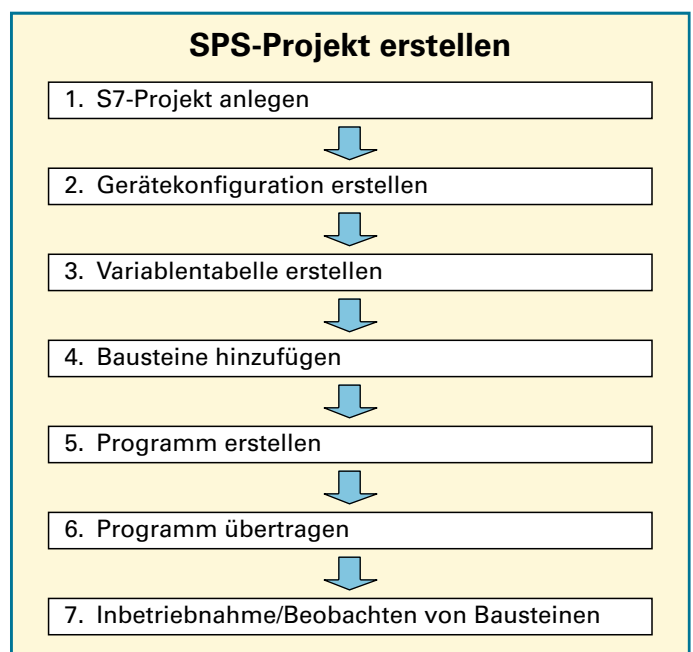 SPS-Projekt erstellen
1. S7-Projekt anlegen
2. Gerätekonfiguration erstellen
3. Variablentabelle erstellen
4. Bausteine hinzufügen
5. Programm erstellen
6. Programm übertragen
7. Inbetriebnahme/Beobachten von Bausteinen